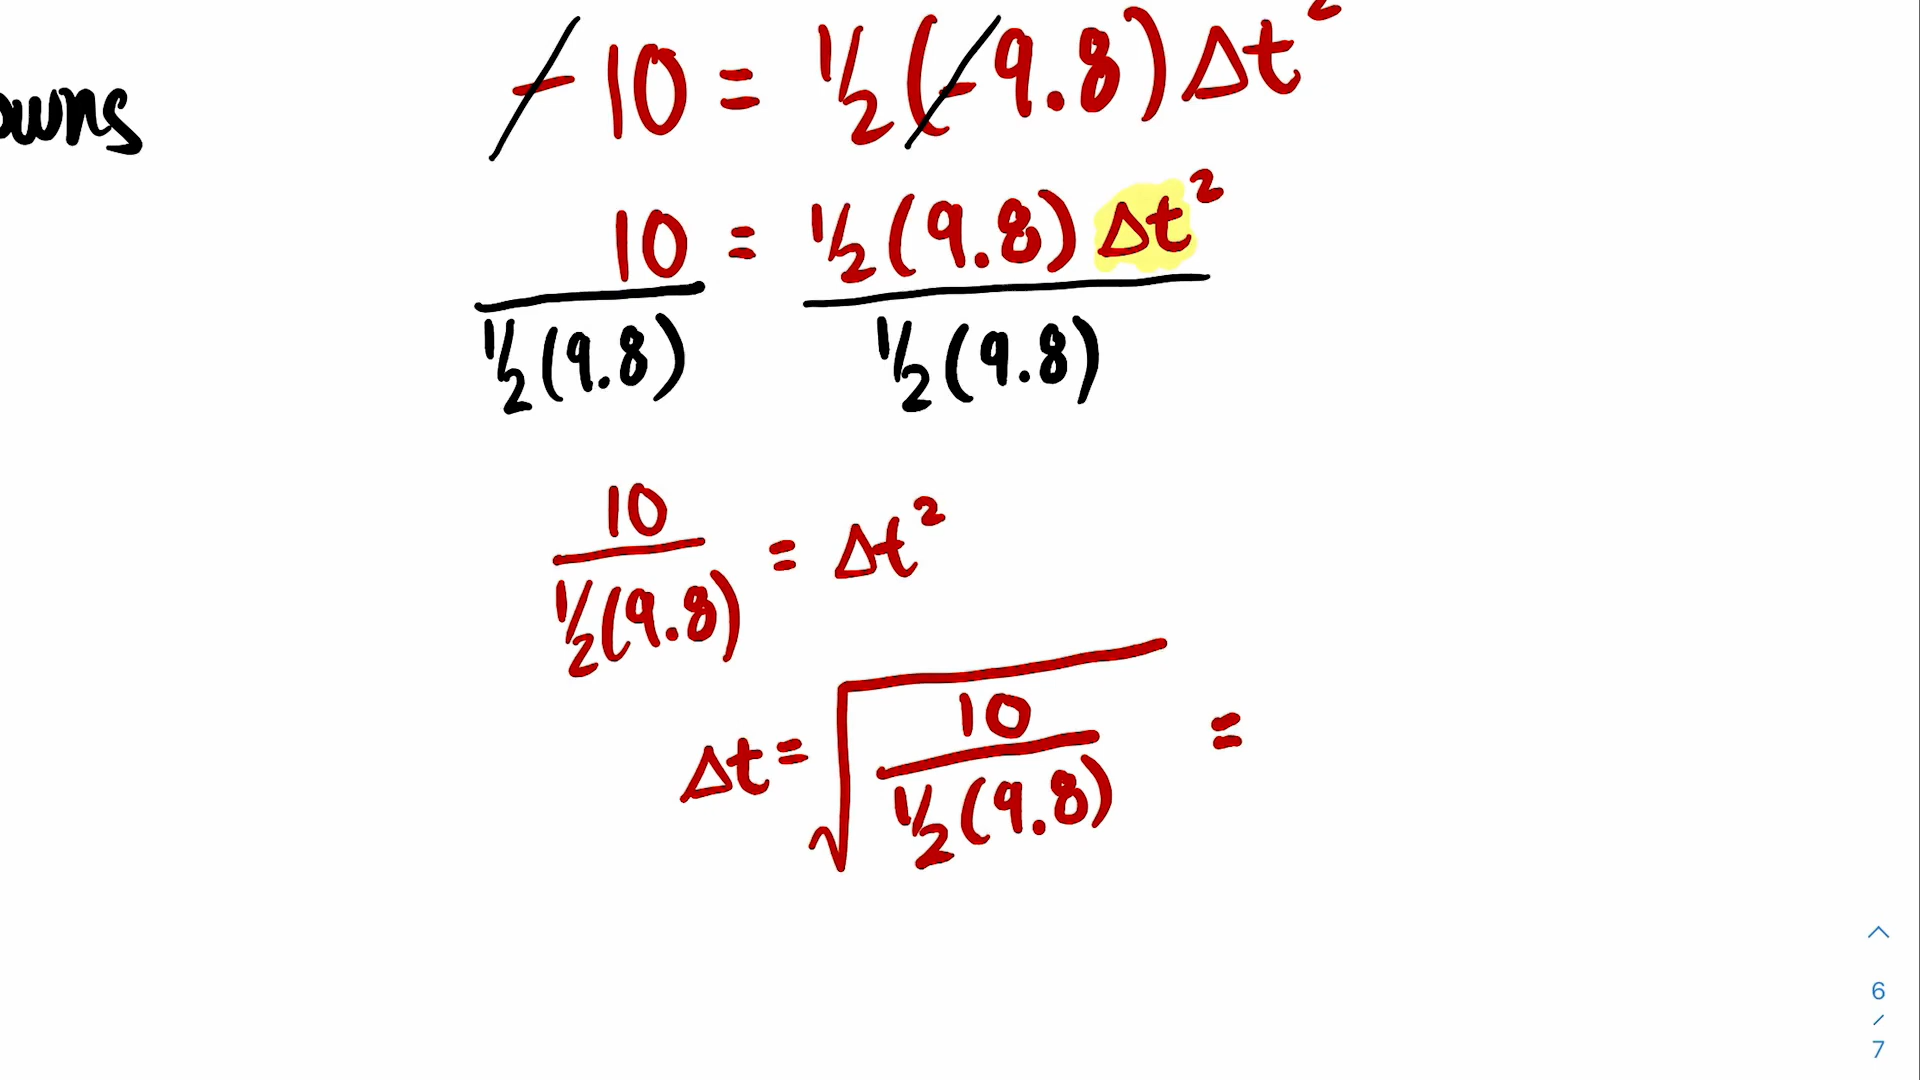 - 10 = 1/2 (-9.8) Δt²
10 = 1/2 (9.8) Δt²
1/2 (9.8) 1/2 (9.8)
10
= Δt²
1/2 (9.8)
10
Δt = √ =
1/2 (9.8)
6
/
7